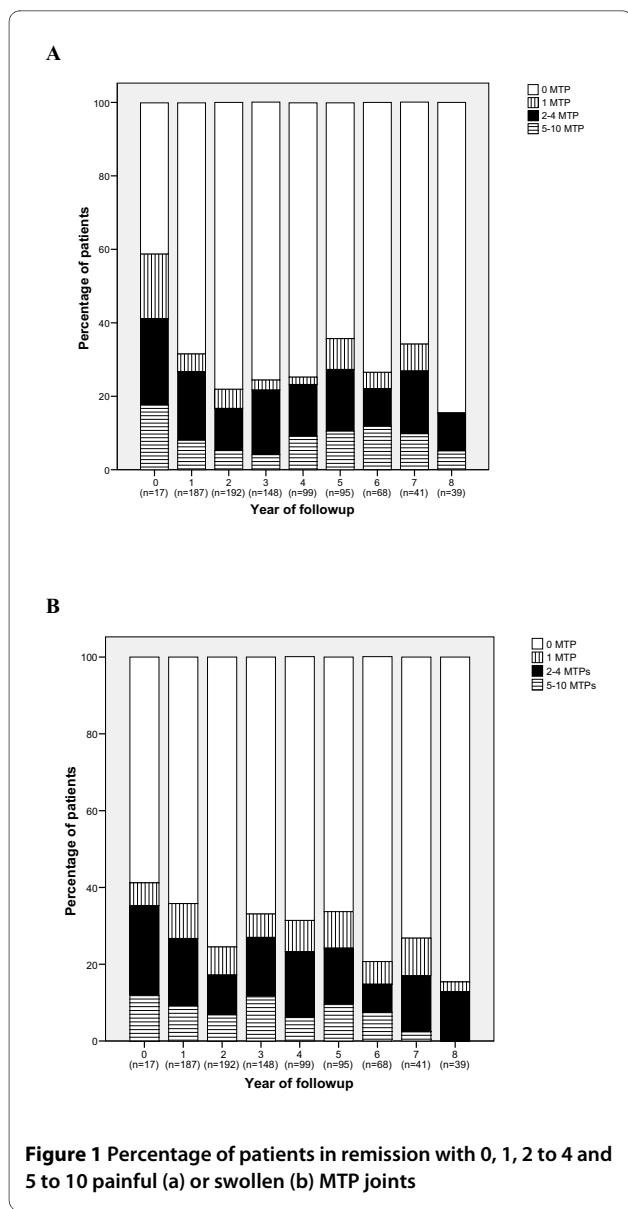 A
0 MTP
1 MTP
2-4 MTP
5-10 MTP
100
80
60
40
20
0
Percentage of patients
0 1 2 3 4 5 6 7 8
(n=17) (n=187) (n=192) (n=148) (n=99) (n=95) (n=68) (n=41) (n=39)
Year of followup
B
0 MTP
1 MTP
2-4 MTPs
5-10 MTPs
100
80
60
40
20
0
Percentage of patients
0 1 2 3 4 5 6 7 8
(n=17) (n=187) (n=192) (n=148) (n=99) (n=95) (n=68) (n=41) (n=39)
Year of followup
Figure 1 Percentage of patients in remission with 0, 1, 2 to 4 and
5 to 10 painful (a) or swollen (b) MTP joints